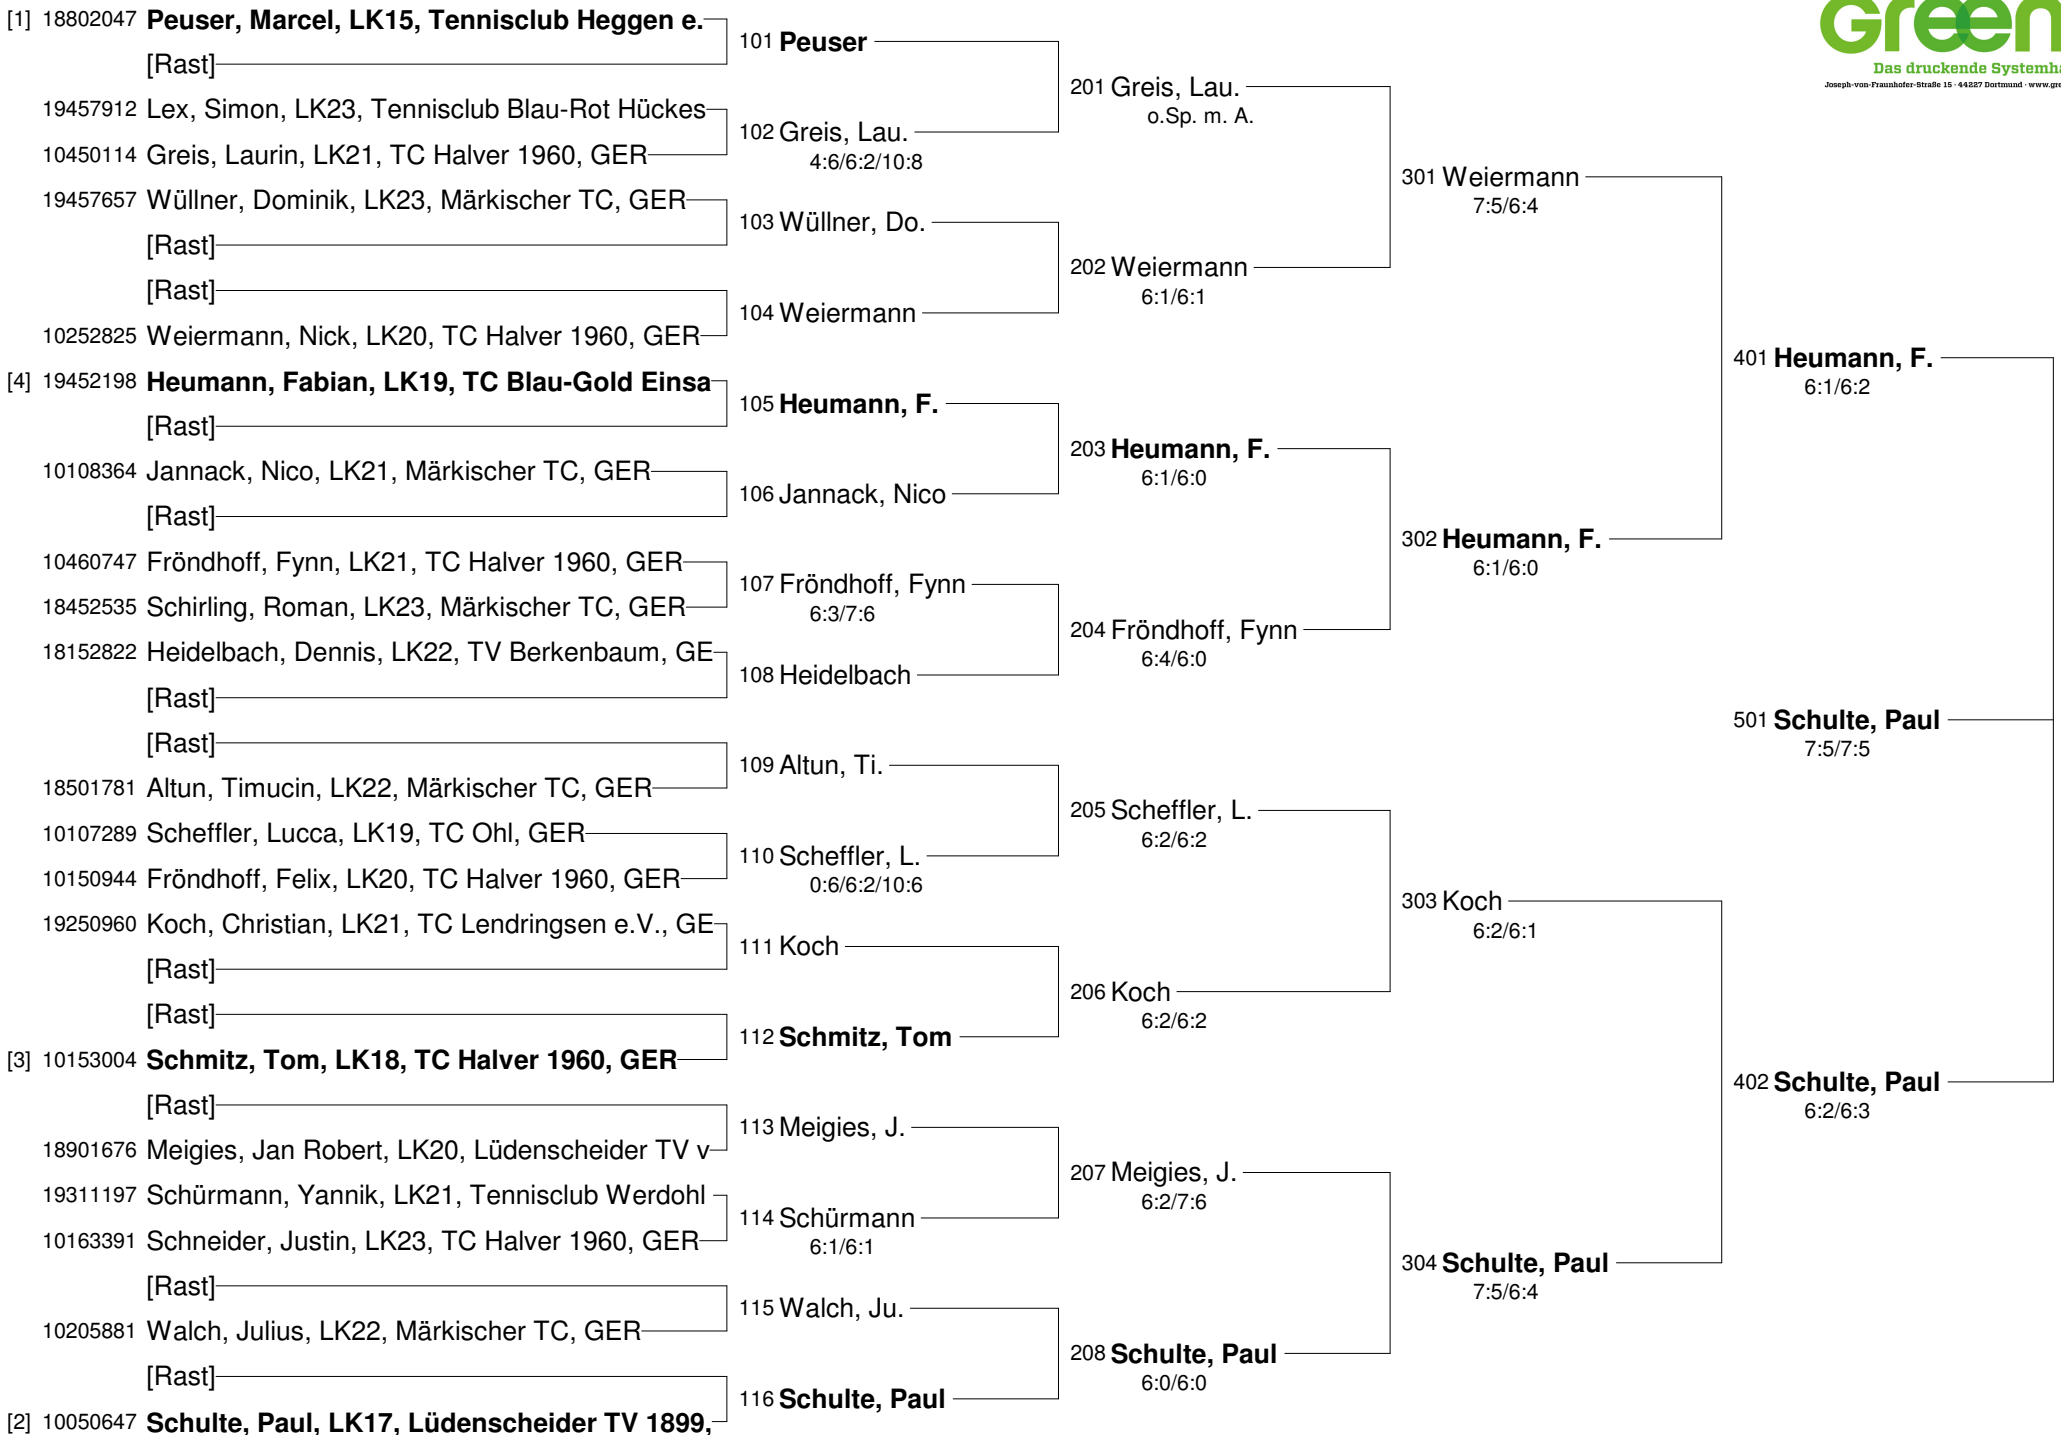 [1] 18802047 Peuser, Marcel, LK15, Tennisclub Heggen e.
[Rast]
19457912 Lex, Simon, LK23, Tennisclub Blau-Rot Hückes
10450114 Greis, Laurin, LK21, TC Halver 1960, GER
19457657 Wüllner, Dominik, LK23, Märkischer TC, GER
[Rast]
[Rast]
10252825 Weiermann, Nick, LK20, TC Halver 1960, GER
[4] 19452198 Heumann, Fabian, LK19, TC Blau-Gold Einsa
[Rast]
10108364 Jannack, Nico, LK21, Märkischer TC, GER
[Rast]
10460747 Fröndhoff, Fynn, LK21, TC Halver 1960, GER
18452535 Schirling, Roman, LK23, Märkischer TC, GER
18152822 Heidelbach, Dennis, LK22, TV Berkenbaum, GE
[Rast]
[Rast]
18501781 Altun, Timucin, LK22, Märkischer TC, GER
10107289 Scheffler, Lucca, LK19, TC Ohl, GER
10150944 Fröndhoff, Felix, LK20, TC Halver 1960, GER
19250960 Koch, Christian, LK21, TC Lendringsen e.V., GE
[Rast]
[Rast]
[3] 10153004 Schmitz, Tom, LK18, TC Halver 1960, GER
[Rast]
18901676 Meigies, Jan Robert, LK20, Lüdenscheider TV v
19311197 Schürmann, Yannik, LK21, Tennisclub Werdohl
10163391 Schneider, Justin, LK23, TC Halver 1960, GER
[Rast]
10205881 Walch, Julius, LK22, Märkischer TC, GER
[Rast]
[2] 10050647 Schulte, Paul, LK17, Lüdenscheider TV 1899,
101 Peuser
102 Greis, Lau.
4:6/6:2/10:8
103 Wüllner, Do.
104 Weiermann
105 Heumann, F.
106 Jannack, Nico
107 Fröndhoff, Fynn
6:3/7:6
108 Heidelbach
109 Altun, Ti.
110 Scheffler, L.
0:6/6:2/10:6
111 Koch
112 Schmitz, Tom
113 Meigies, J.
114 Schürmann
6:1/6:1
115 Walch, Ju.
116 Schulte, Paul
201 Greis, Lau.
o.Sp. m. A.
202 Weiermann
6:1/6:1
203 Heumann, F.
6:1/6:0
204 Fröndhoff, Fynn
6:4/6:0
205 Scheffler, L.
6:2/6:2
206 Koch
6:2/6:2
207 Meigies, J.
6:2/7:6
208 Schulte, Paul
6:0/6:0
301 Weiermann
7:5/6:4
302 Heumann, F.
6:1/6:0
303 Koch
6:2/6:1
304 Schulte, Paul
7:5/6:4
401 Heumann, F.
6:1/6:2
501 Schulte, Paul
7:5/7:5
402 Schulte, Paul
6:2/6:3
Green
Das druckende Systemha
Joseph-von-Fraunhofer-Straße 15 · 44227 Dortmund · www.gre